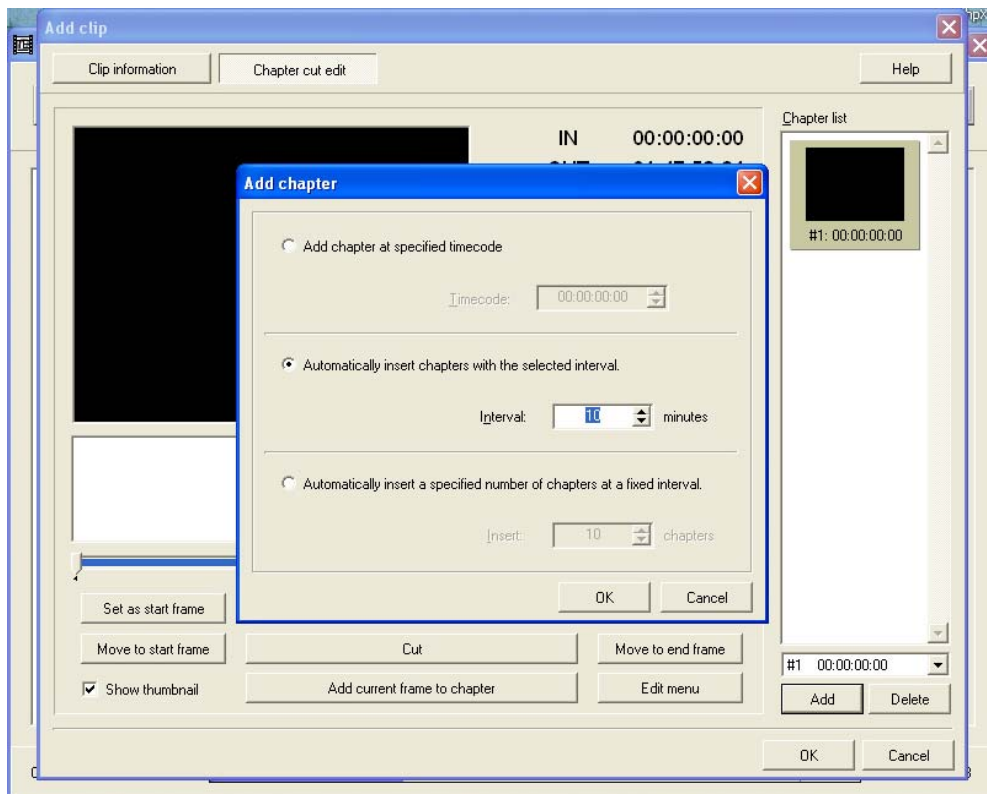 Add clip
Clip information
Chapter cut edit
Help
IN 00:00:00:00
Chapter list
#1: 00:00:00:00
Add chapter
Add chapter at specified timecode
Timecode: 00:00:00:00
Automatically insert chapters with the selected interval.
Interval: 10 minutes
Automatically insert a specified number of chapters at a fixed interval.
Insert: 10 chapters
OK
Cancel
Set as start frame
Move to start frame
Cut
Move to end frame
#1 00:00:00:00
Show thumbnail
Add current frame to chapter
Edit menu
Add
Delete
OK
Cancel